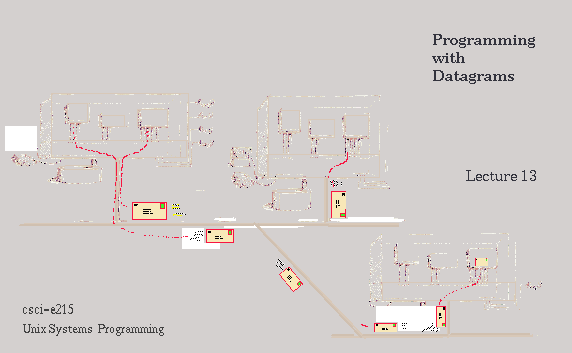 Programming
with
Datagrams
Lecture 13
csci-e215
Unix Systems Programming